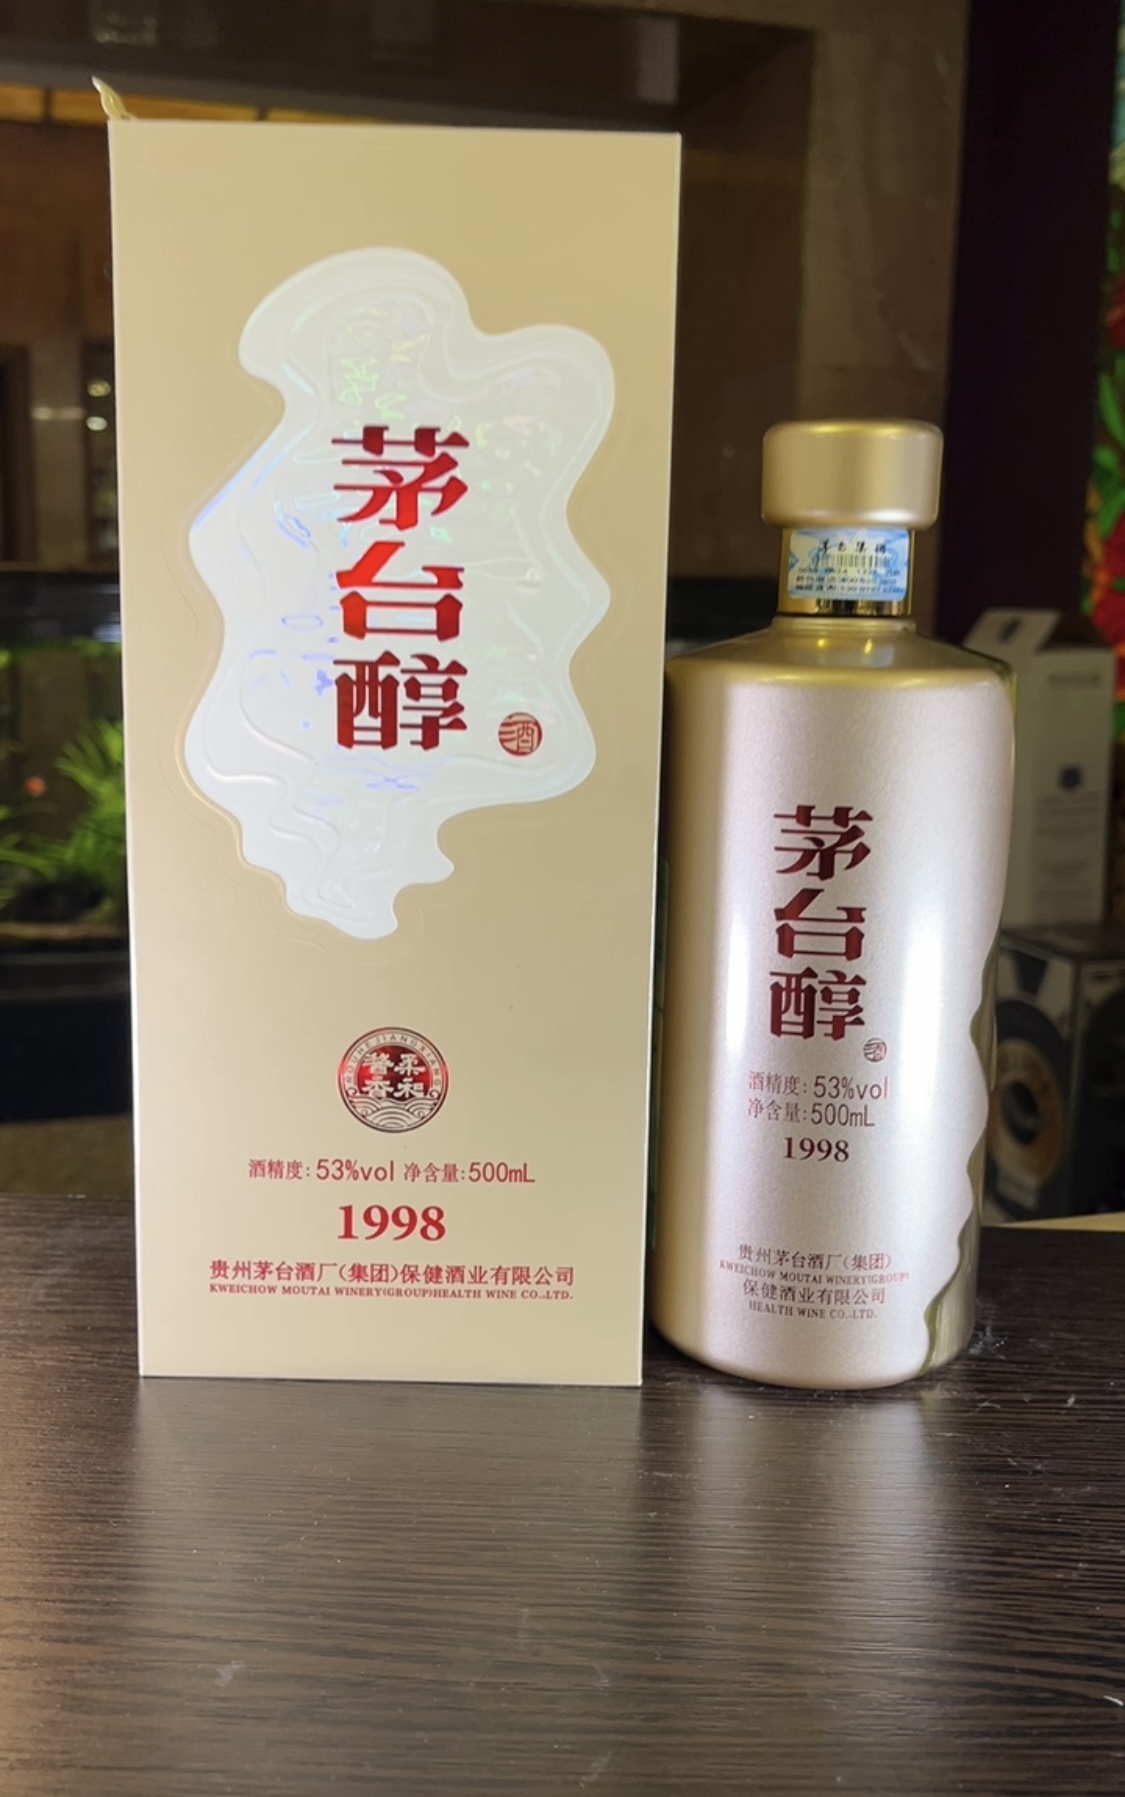 茅台醇
酒
柔和
酱香
ROUHE JIANGXIANG
酒精度:53%vol 净含量:500mL
1998
贵州茅台酒厂(集团)保健酒业有限公司
KWEICHOW MOUTAI WINERY(GROUP)HEALTH WINE CO.,LTD.
茅台集团
茅台醇
酒
酒精度:53%vol
净含量:500mL
1998
贵州茅台酒厂(集团)
KWEICHOW MOUTAI WINERY(GROUP)
保健酒业有限公司
HEALTH WINE CO.,LTD.